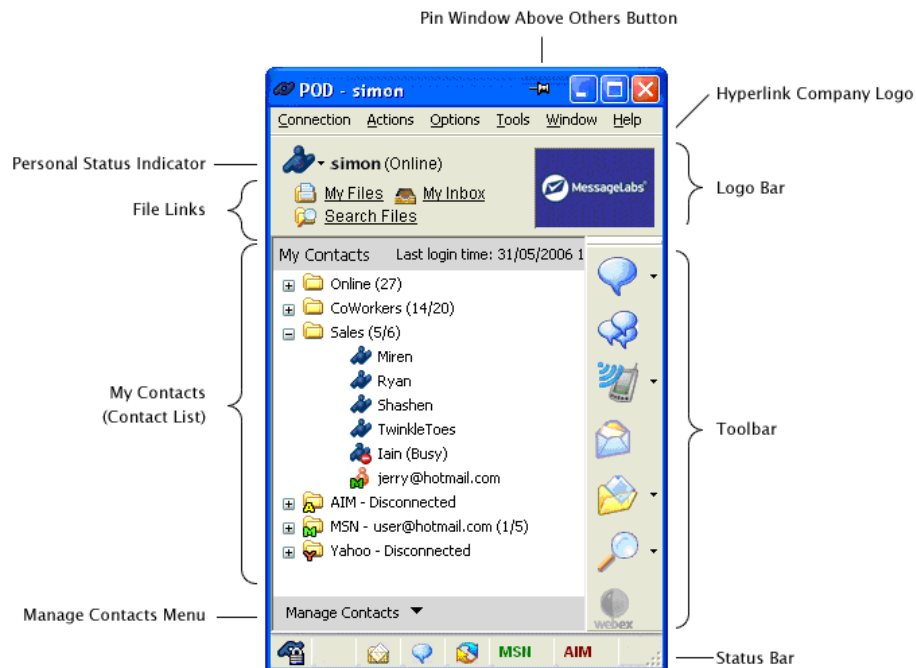 Pin Window Above Others Button
POD - simon
Hyperlink Company Logo
Connection Actions Options Tools Window Help
Personal Status Indicator
simon (Online)
MessageLabs
Logo Bar
File Links
My Files My Inbox
Search Files
My Contacts Last login time: 31/05/2006 1
Online (27)
CoWorkers (14/20)
Sales (5/6)
Miren
Ryan
Shashen
TwinkleToes
Iain (Busy)
jerry@hotmail.com
My Contacts
(Contact List)
Toolbar
A AIM - Disconnected
M MSN - user@hotmail.com (1/5)
Y Yahoo - Disconnected
Manage Contacts Menu
Manage Contacts
webex
MSN AIM
Status Bar